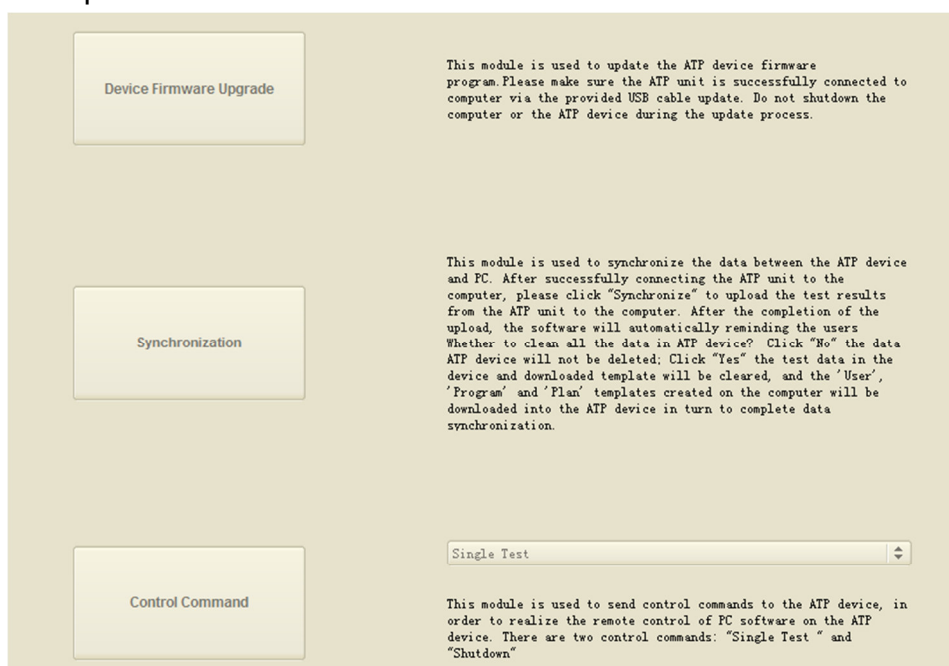 Device Firmware Upgrade
This module is used to update the ATP device firmware
program.Please make sure the ATP unit is successfully connected to
computer via the provided USB cable update. Do not shutdown the
computer or the ATP device during the update process.
Synchronization
This module is used to synchronize the data between the ATP device
and PC. After successfully connecting the ATP unit to the
computer, please click "Synchronize" to upload the test results
from the ATP unit to the computer. After the completion of the
upload, the software will automatically reminding the users
Whether to clean all the data in ATP device? Click "No" the data
ATP device will not be deleted; Click "Yes" the test data in the
device and downloaded template will be cleared, and the 'User',
'Program' and 'Plan' templates created on the computer will be
downloaded into the ATP device in turn to complete data
synchronization.
Control Command
Single Test
This module is used to send control commands to the ATP device, in
order to realize the remote control of PC software on the ATP
device. There are two control commands: "Single Test " and
"Shutdown"